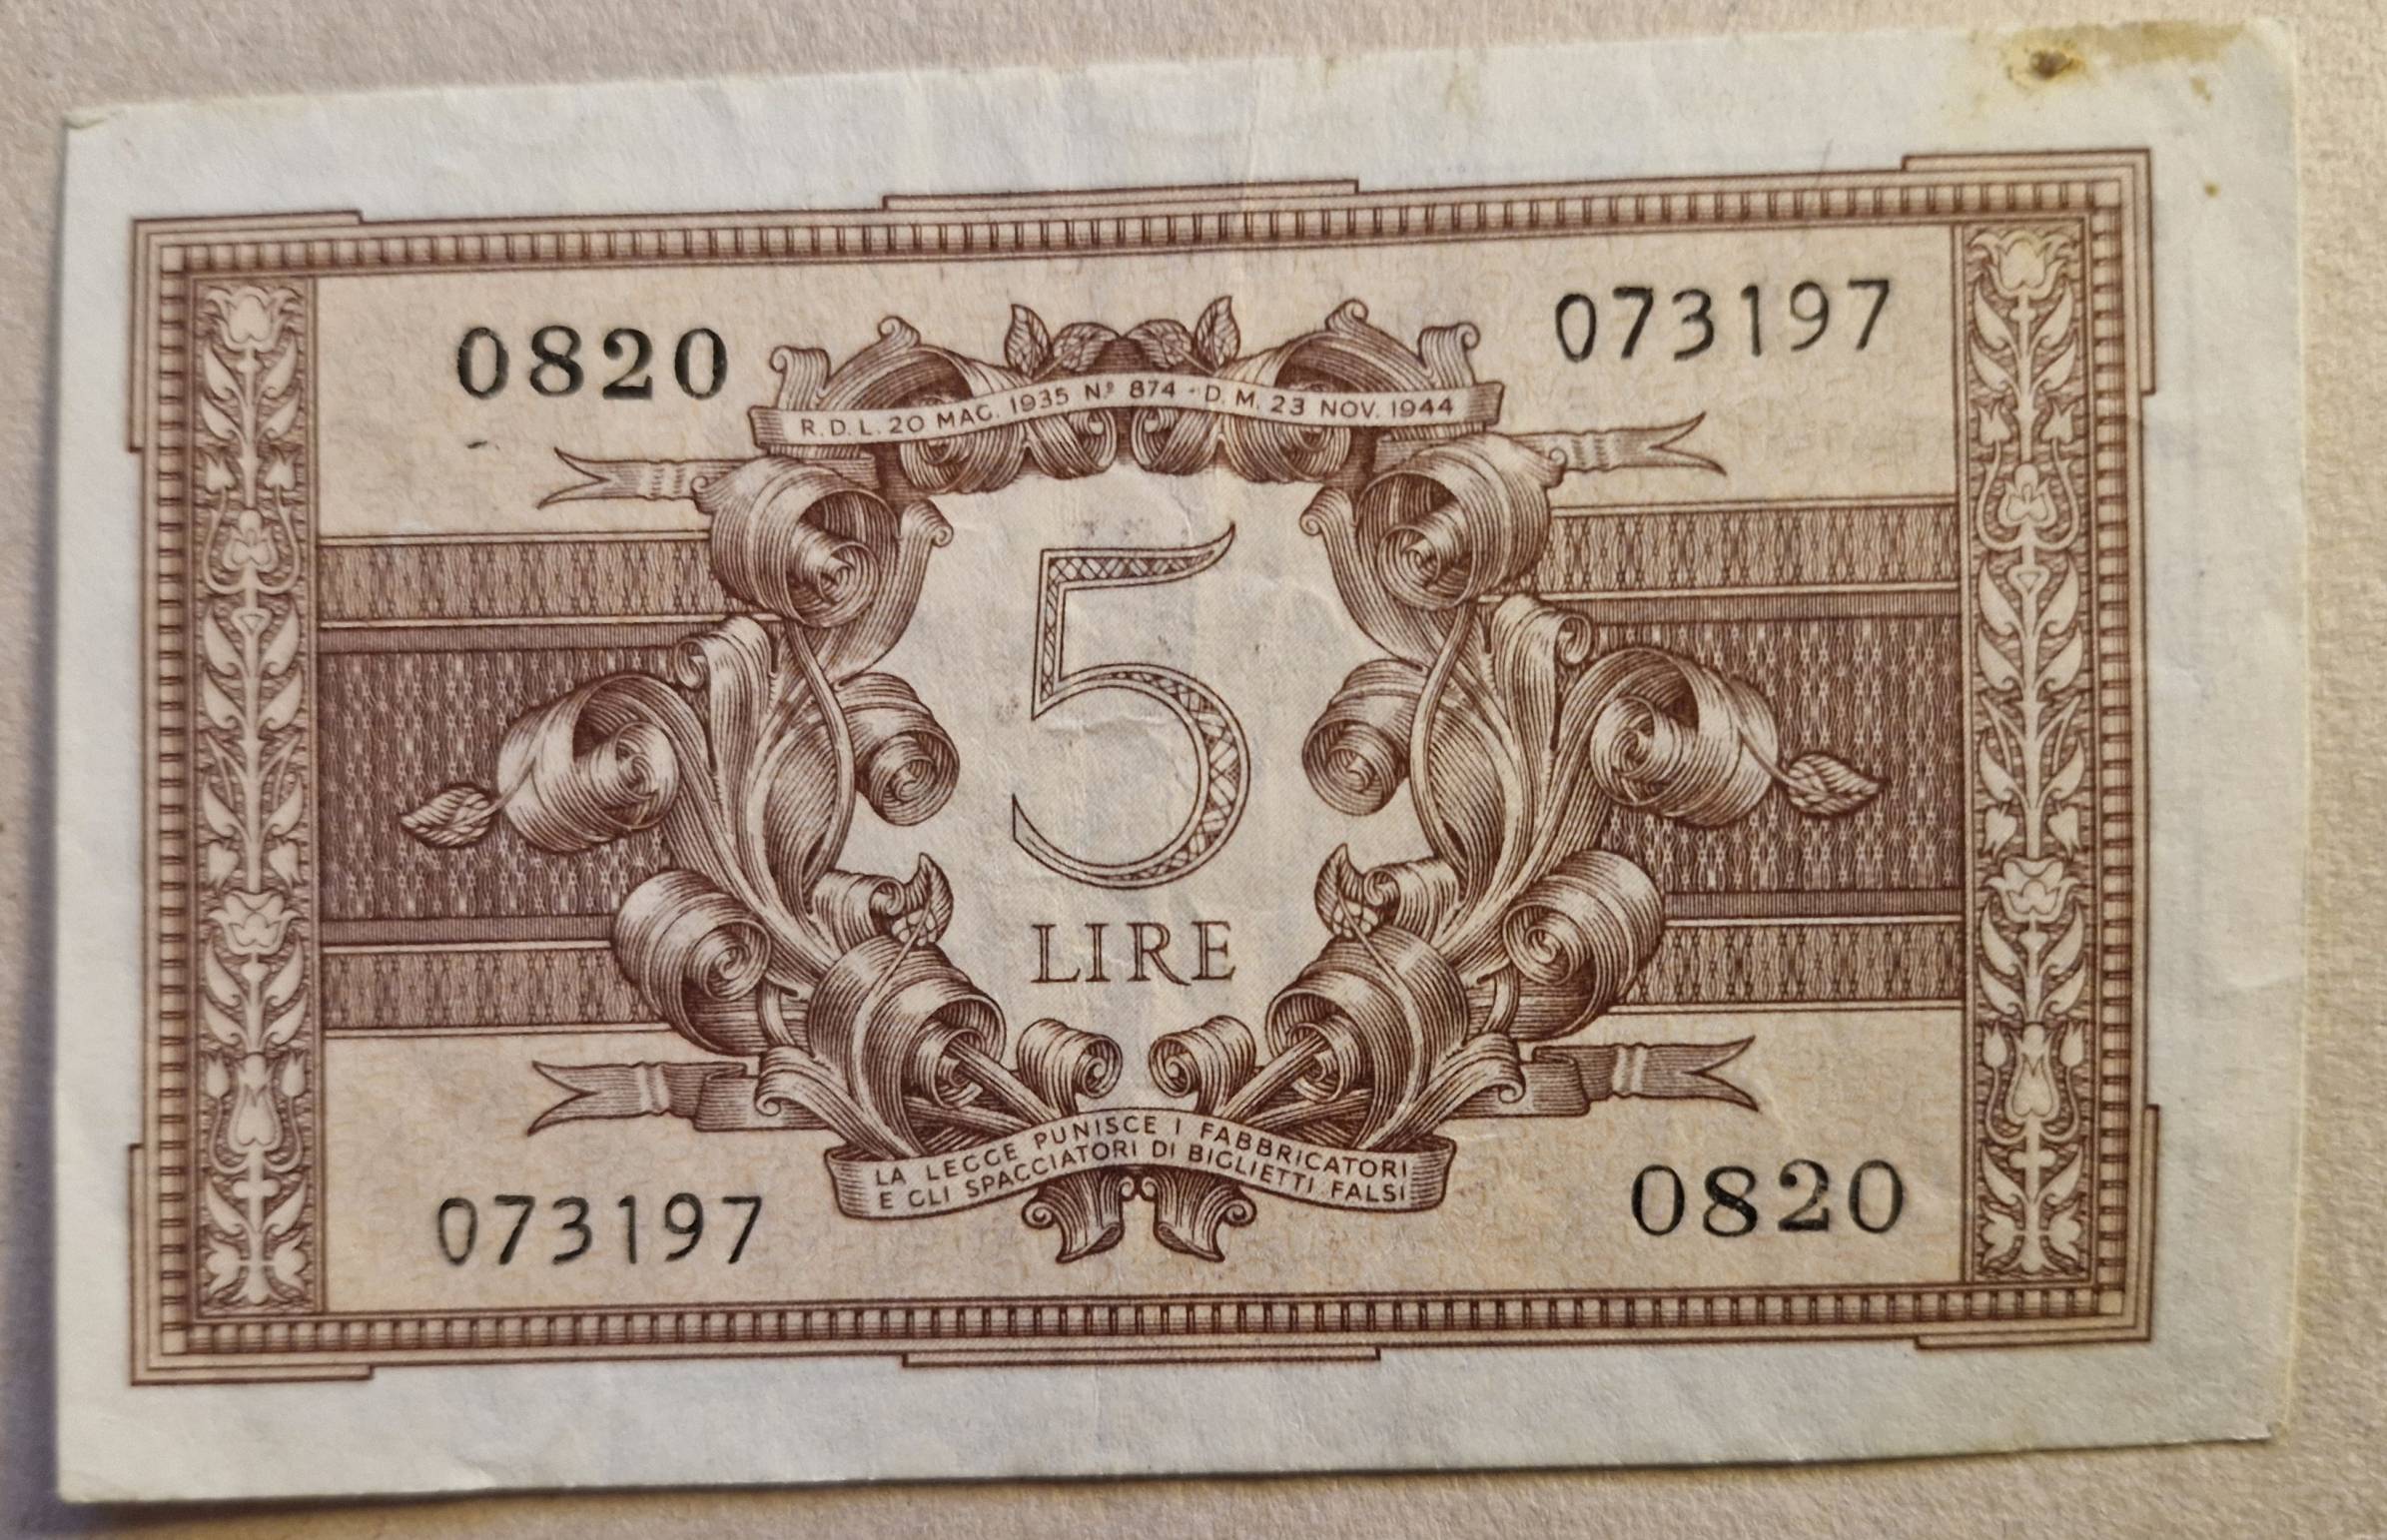 0820
073197
R.D.L. 20 MAG. 1935 Nº 874 - D. M. 23 NOV. 1944
5
LIRE
LA LEGGE PUNISCE I FABBRICATORI
E GLI SPACCIATORI DI BIGLIETTI FALSI
073197
0820